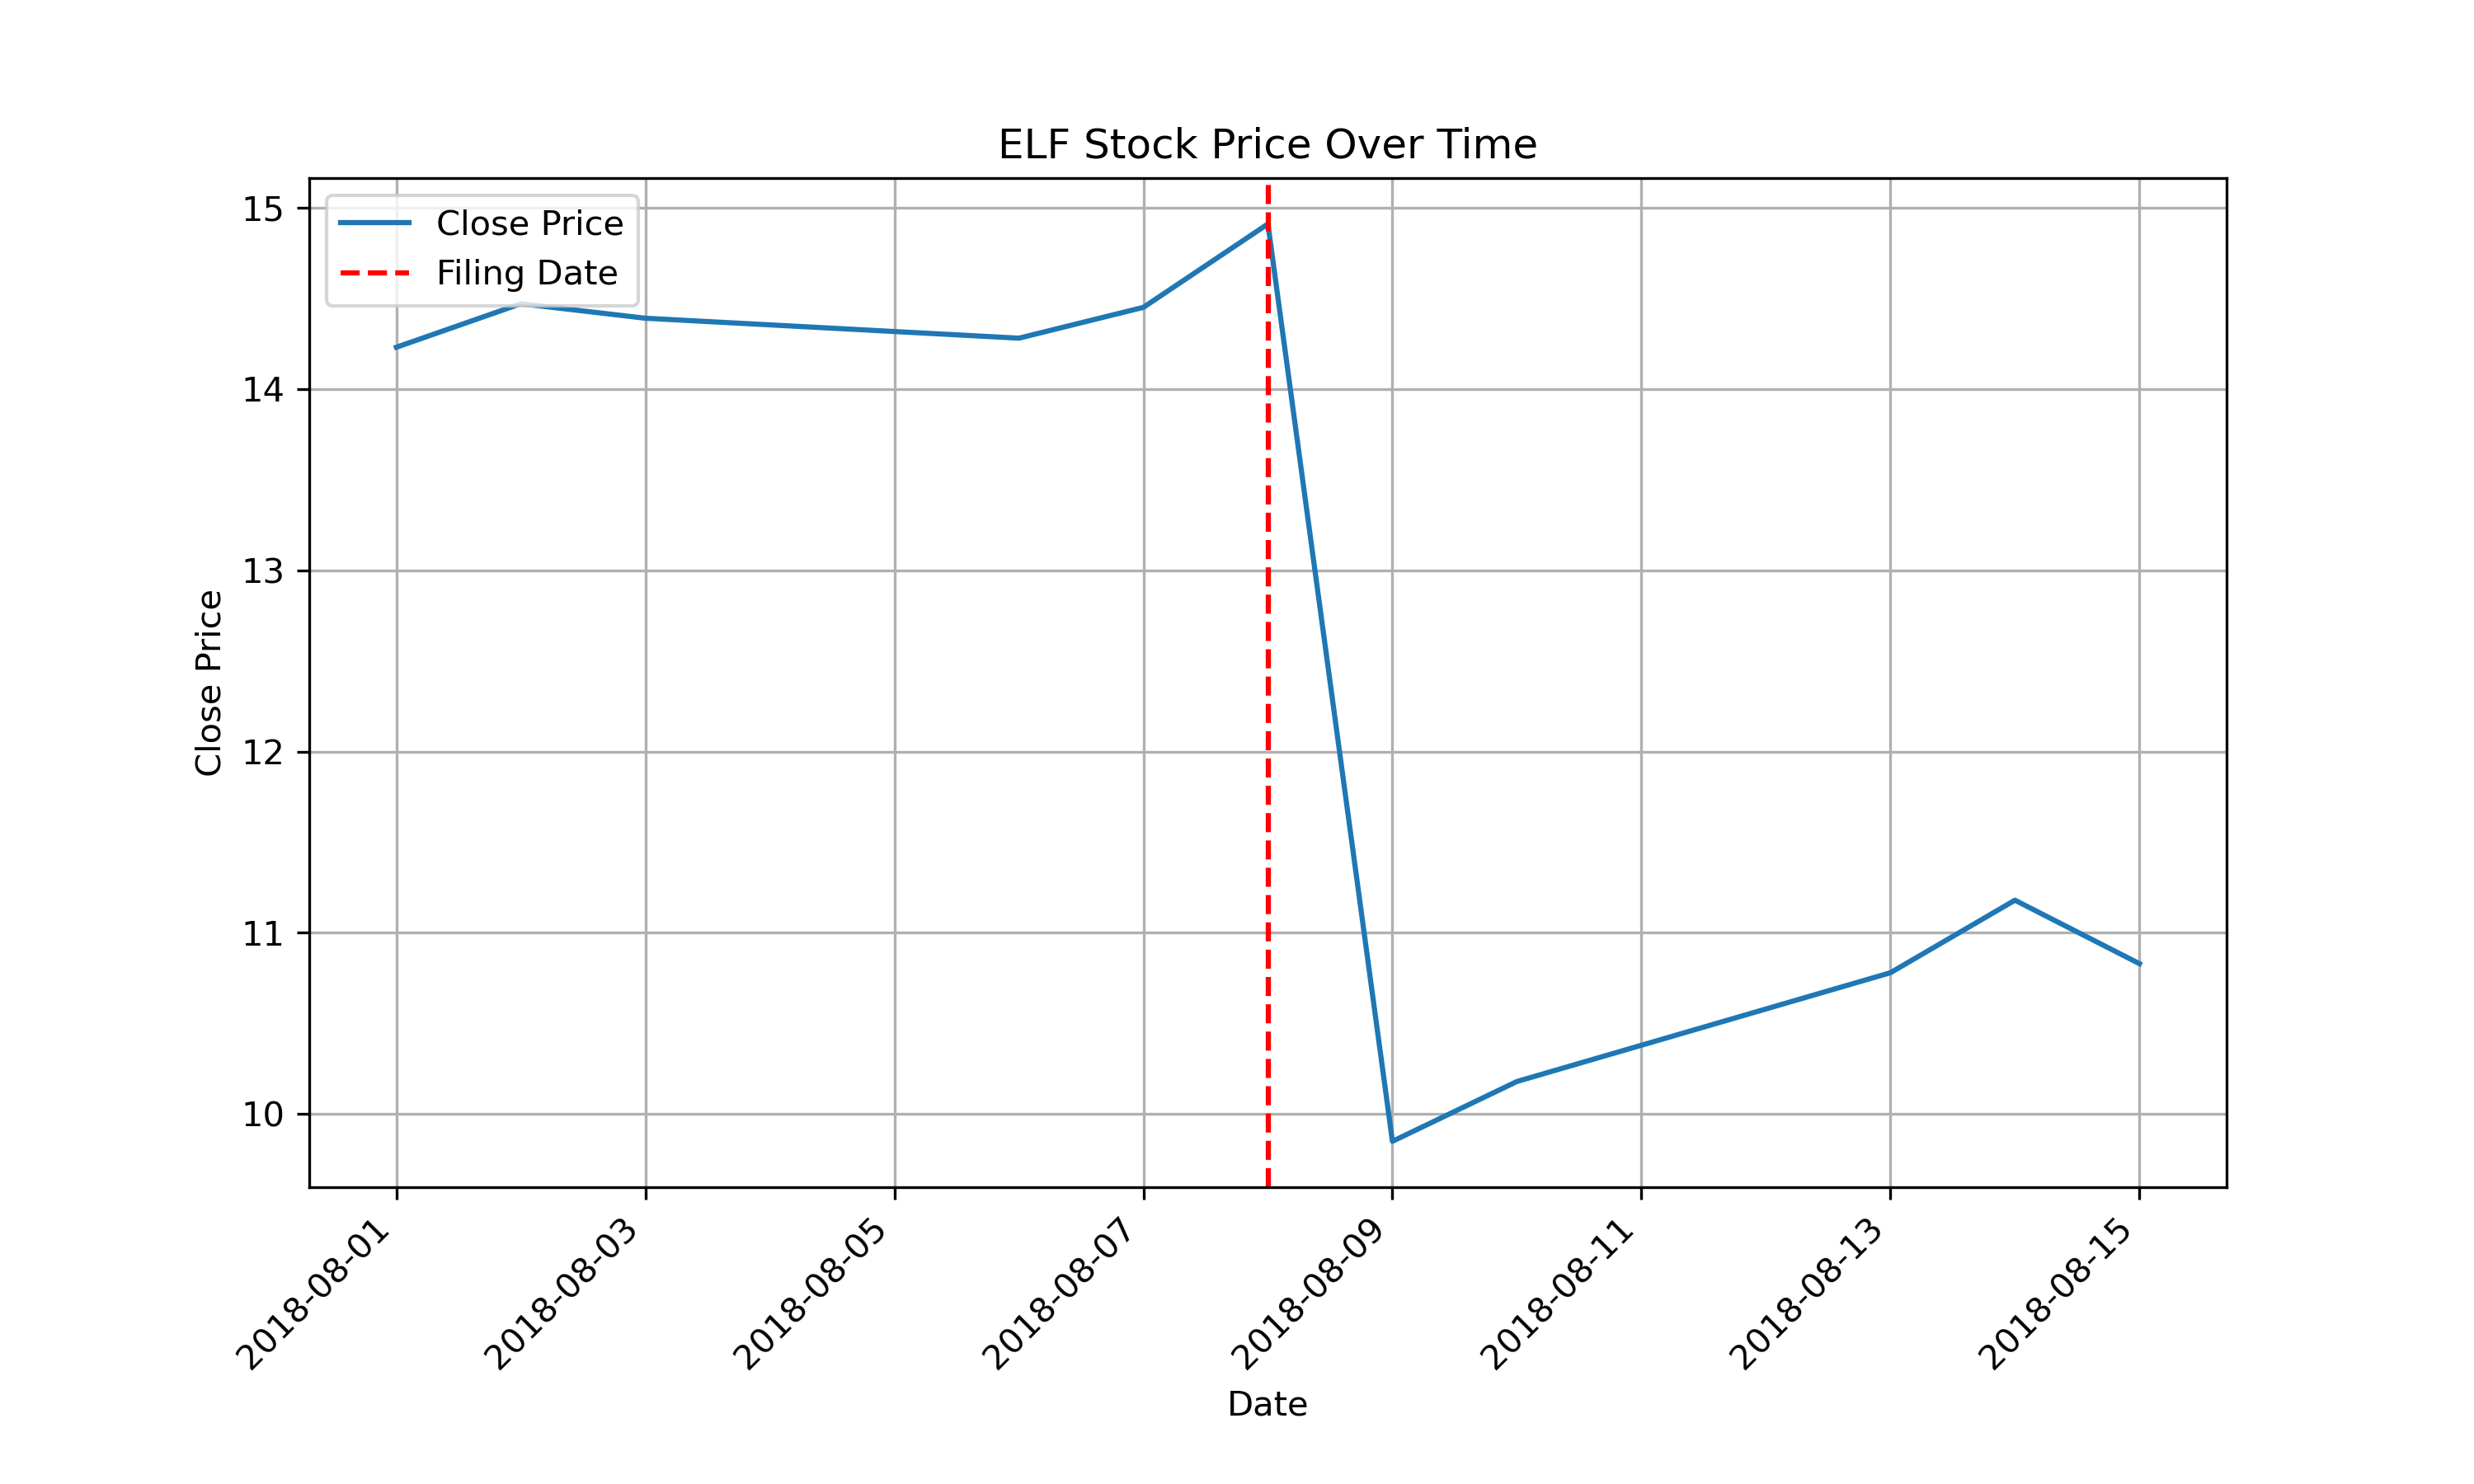 ELF Stock Price Over Time
Close Price
Filing Date
Close Price
15
14
13
12
11
10
2018-08-01
2018-08-03
2018-08-05
2018-08-07
2018-08-09
2018-08-11
2018-08-13
2018-08-15
Date